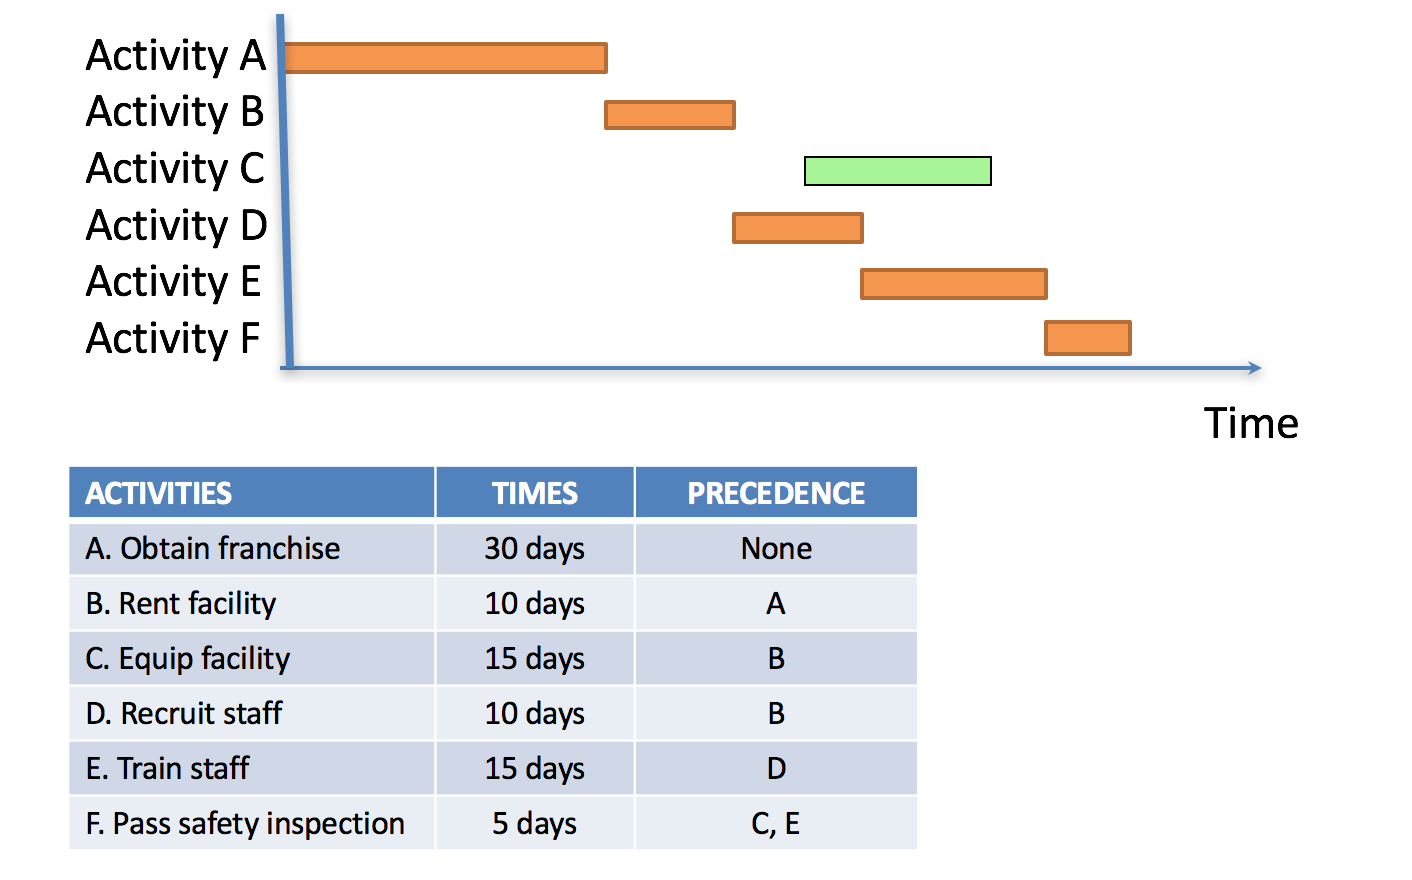 Activity A
Activity B
Activity C
Activity D
Activity E
Activity F
Time
ACTIVITIES TIMES PRECEDENCE
A. Obtain franchise 30 days None
B. Rent facility 10 days A
C. Equip facility 15 days B
D. Recruit staff 10 days B
E. Train staff 15 days D
F. Pass safety inspection 5 days C, E